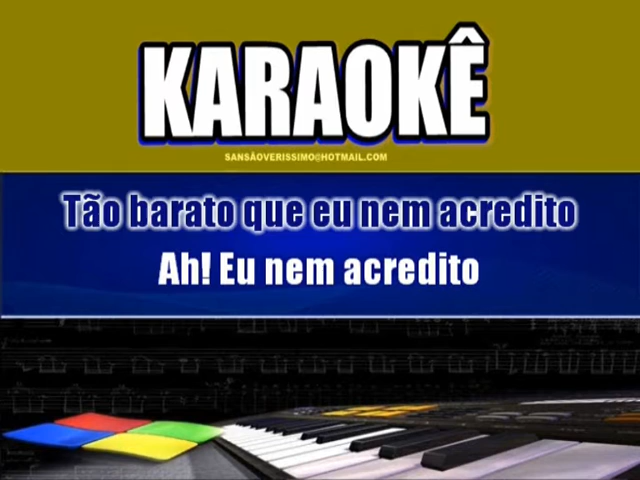 KARAOKÊ
SANSÃOVERISSIMO@HOTMAIL.COM
Tão barato que eu nem acredito
Ah! Eu nem acredito